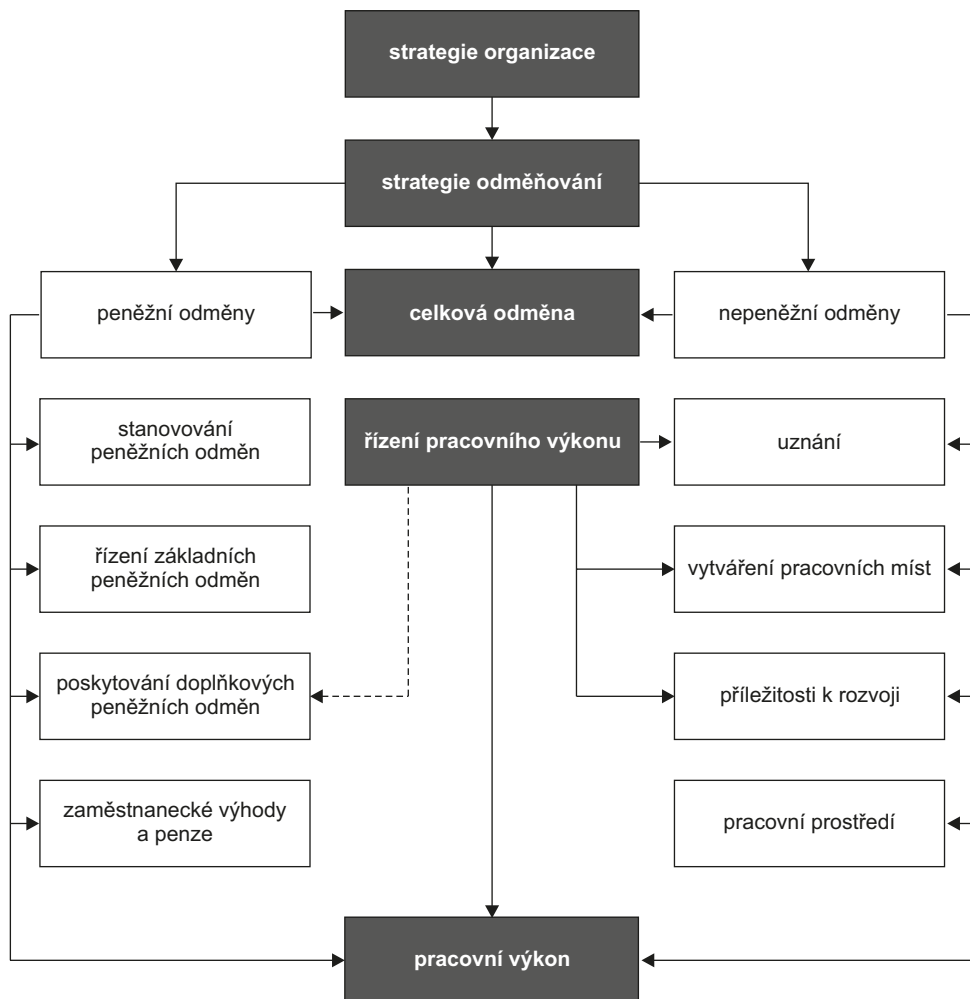 strategie organizace
strategie odměňování
peněžní odměny
celková odměna
nepeněžní odměny
stanovování
peněžních odměn
řízení pracovního výkonu
uznání
řízení základních
peněžních odměn
vytváření pracovních míst
poskytování doplňkových
peněžních odměn
příležitosti k rozvoji
zaměstnanecké výhody
a penze
pracovní prostředí
pracovní výkon